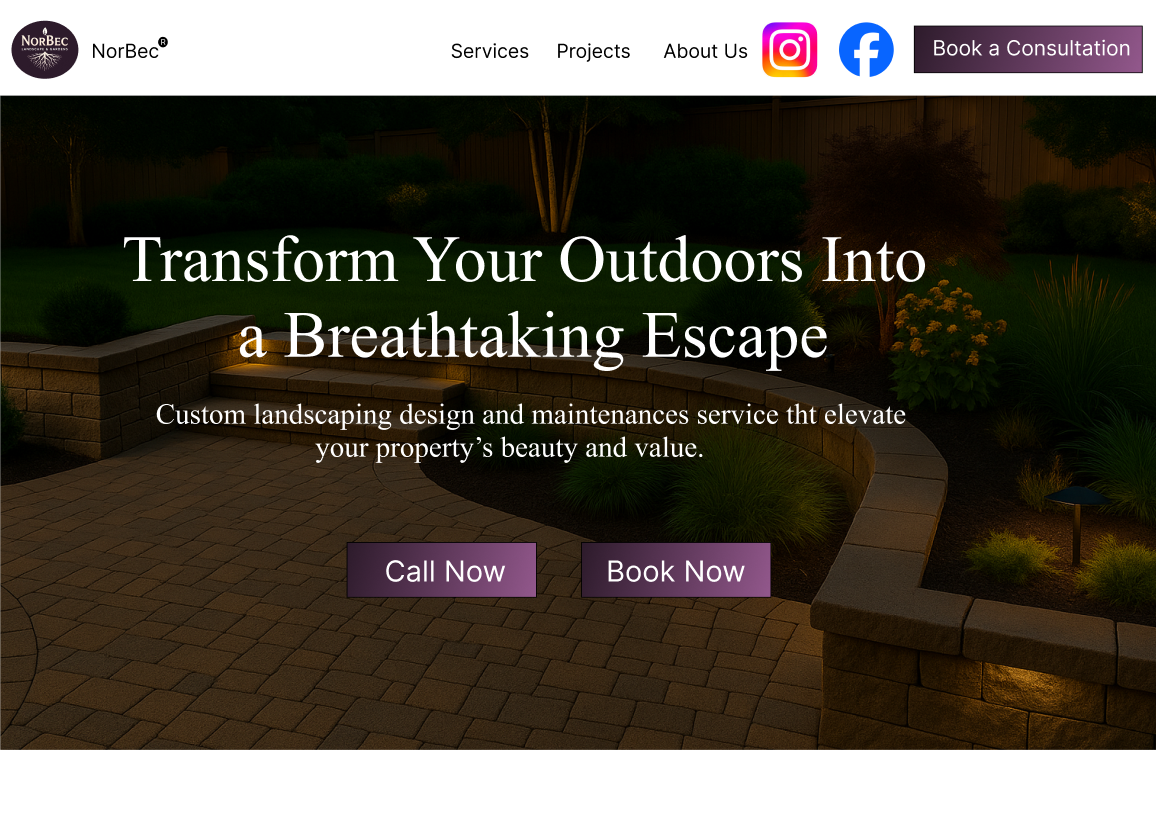 NORBEC
LANDSCAPE & GARDENS
NorBec®
Services
Projects
About Us
Book a Consultation
Transform Your Outdoors Into
a Breathtaking Escape
Custom landscaping design and maintenances service tht elevate
your property’s beauty and value.
Call Now
Book Now